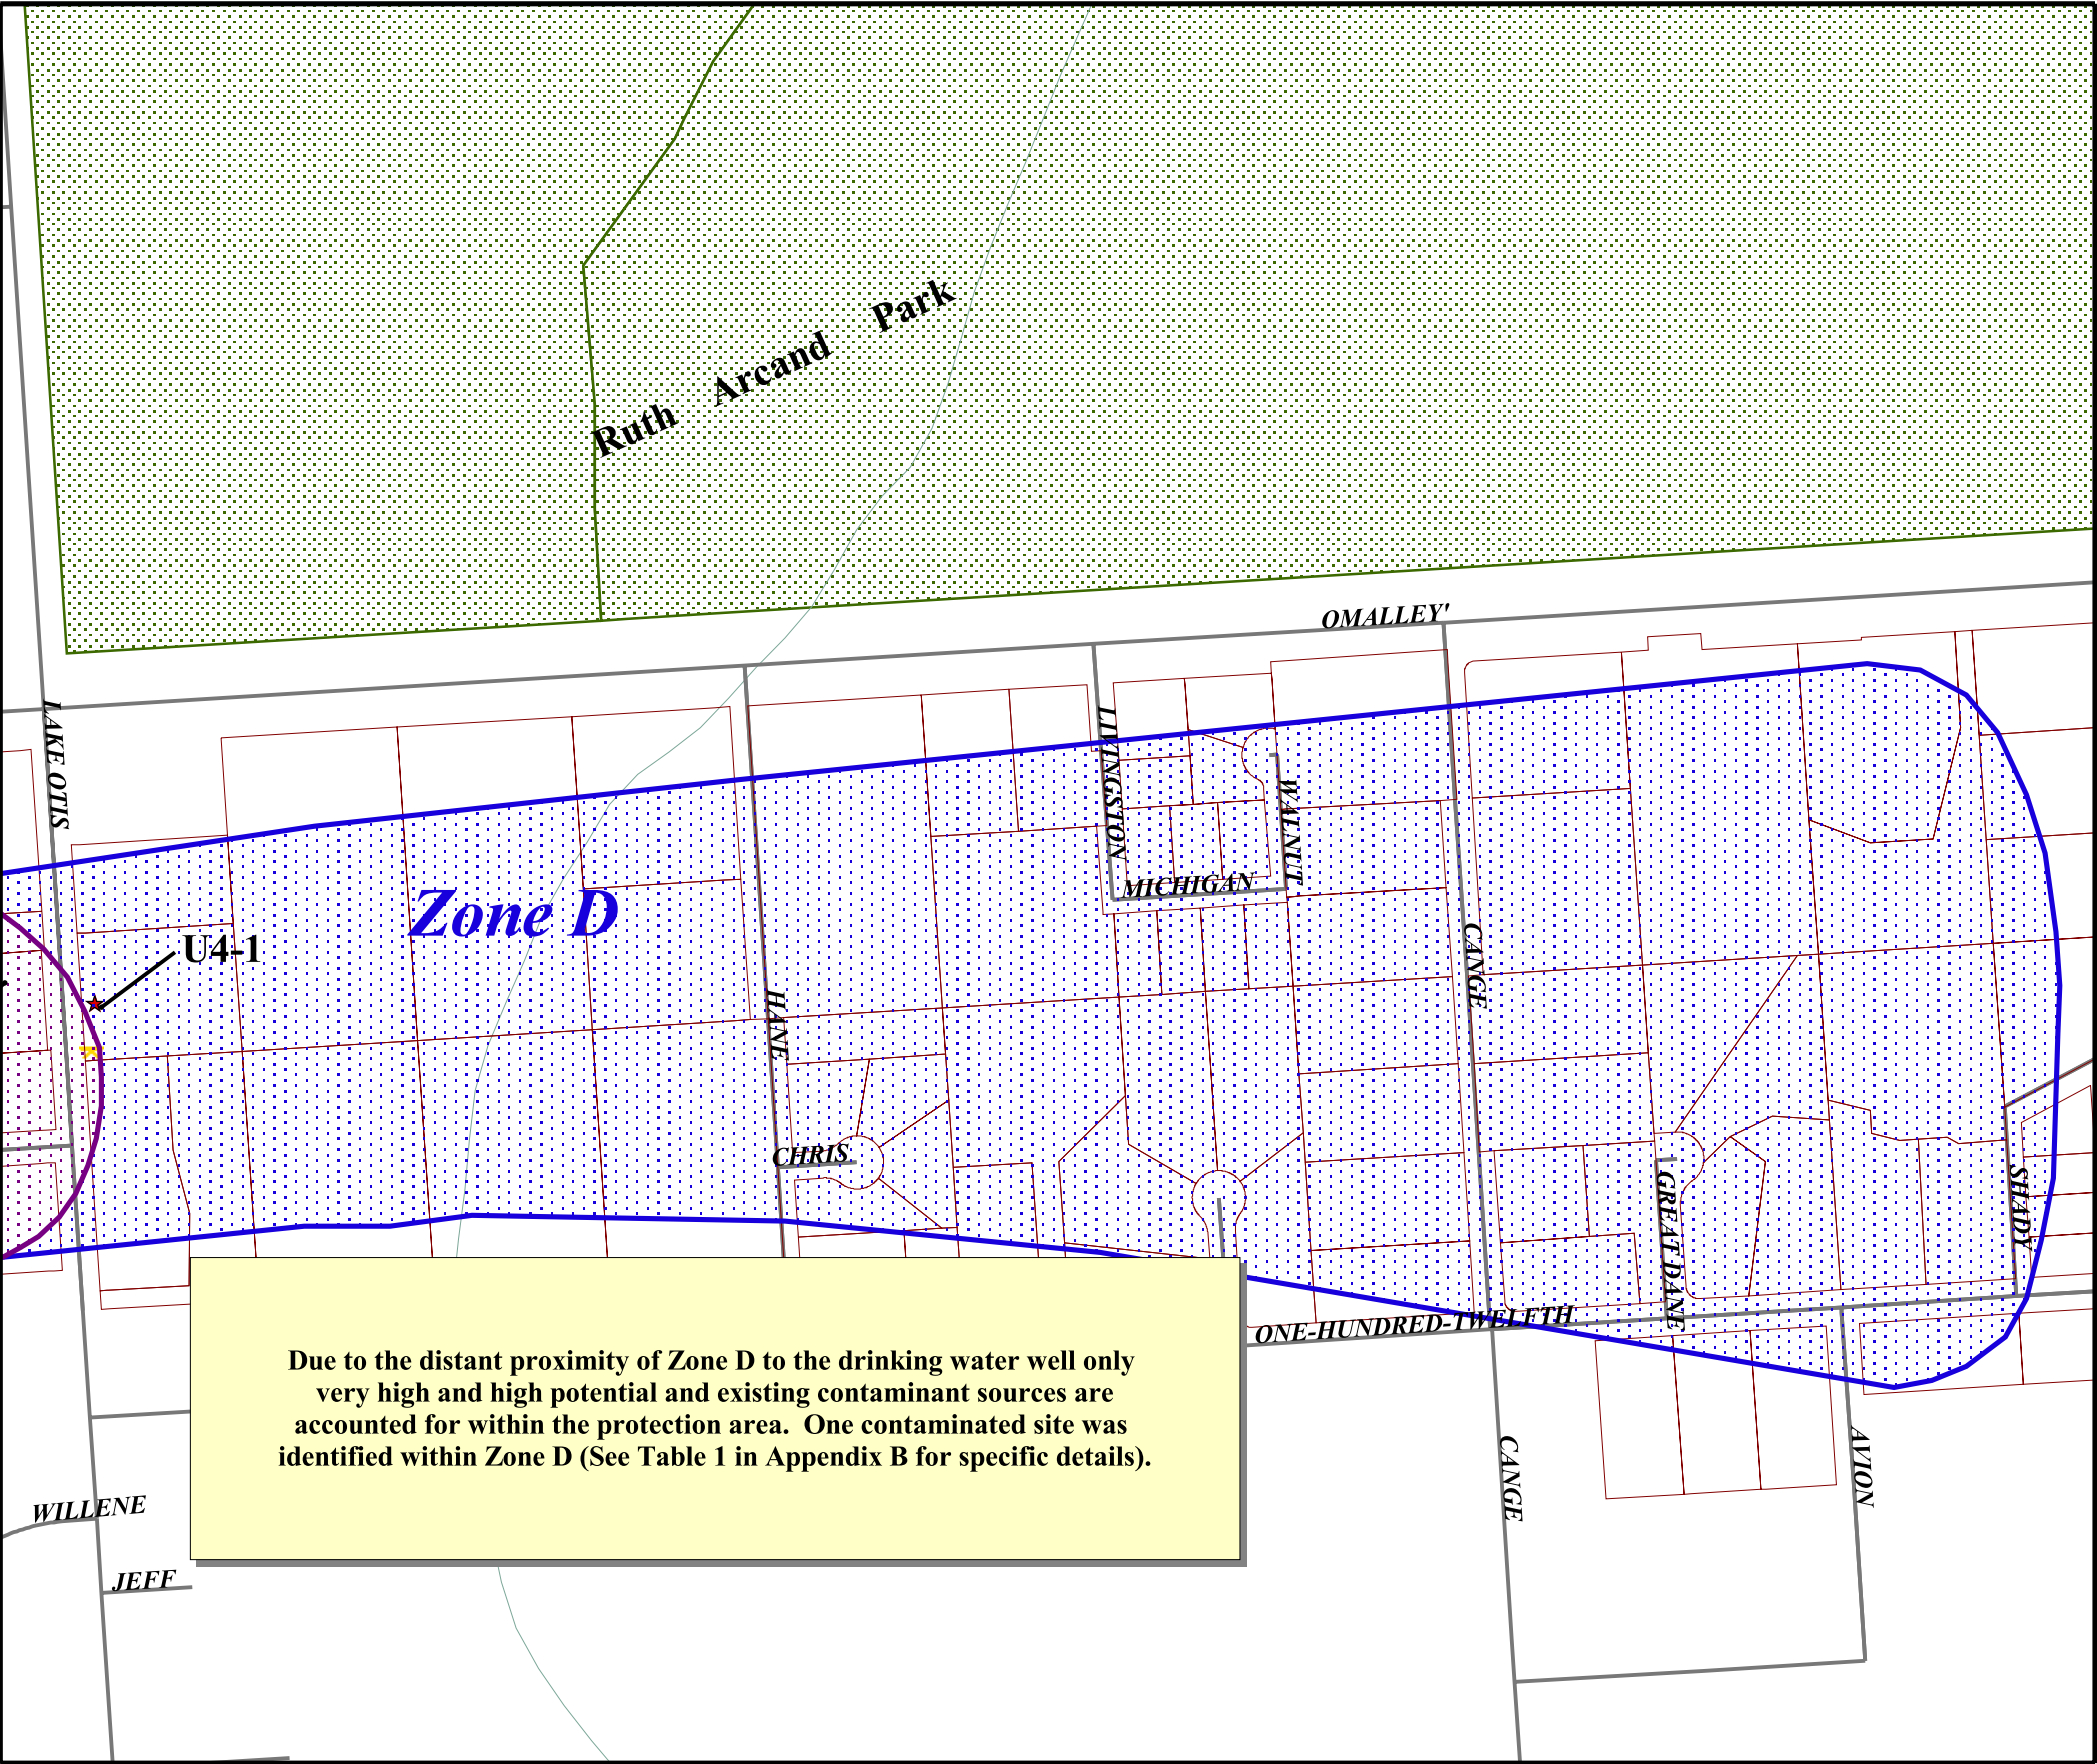 Ruth Arcand Park
OMALLEY'
LAKE OTIS
LIVINGSTON
WALNUT
MICHIGAN
Zone D
U4-1
HANE
CANGE
CHRIS
GREAT DANE
SHADY
ONE-HUNDRED-TWELFTH
Due to the distant proximity of Zone D to the drinking water well only
very high and high potential and existing contaminant sources are
accounted for within the protection area. One contaminated site was
identified within Zone D (See Table 1 in Appendix B for specific details).
CANGE
AVION
WILLENE
JEFF